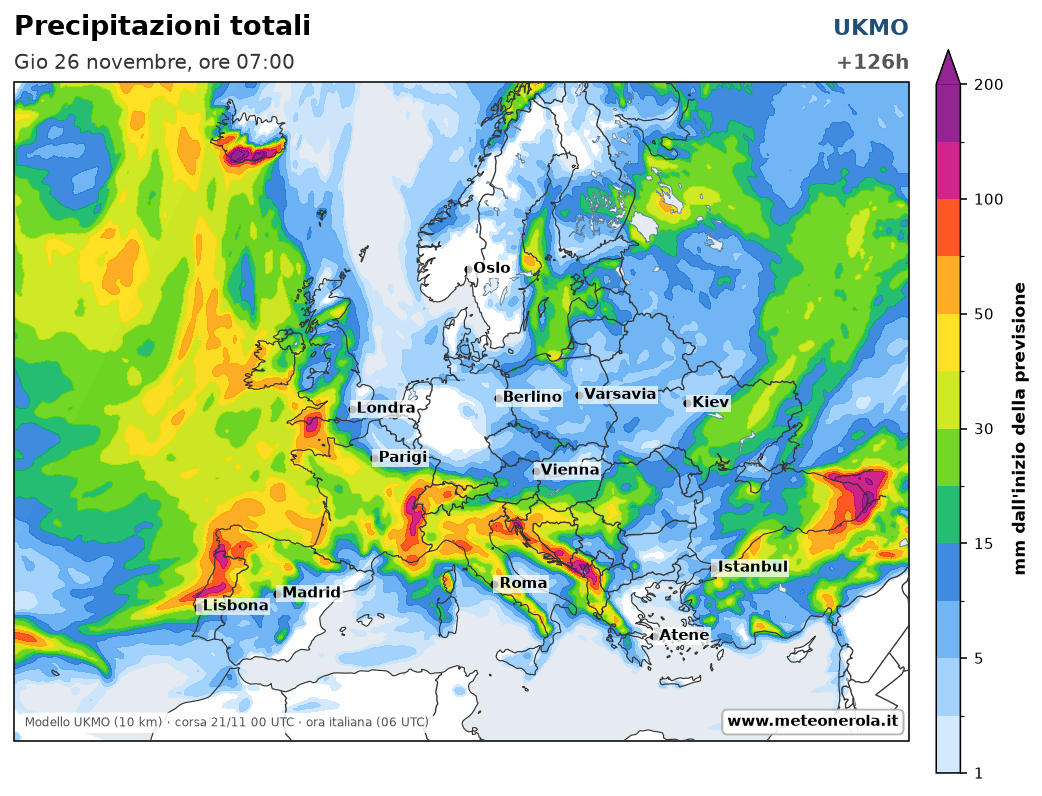 Precipitazioni totali
UKMO
Gio 26 novembre, ore 07:00
+126h
200
100
50
30
15
5
1
mm dall'inizio della previsione
Oslo
Londra
Berlino
Varsavia
Kiev
Parigi
Vienna
Istanbul
Roma
Madrid
Lisbona
Atene
Modello UKMO (10 km) · corsa 21/11 00 UTC · ora italiana (06 UTC)
www.meteonerola.it